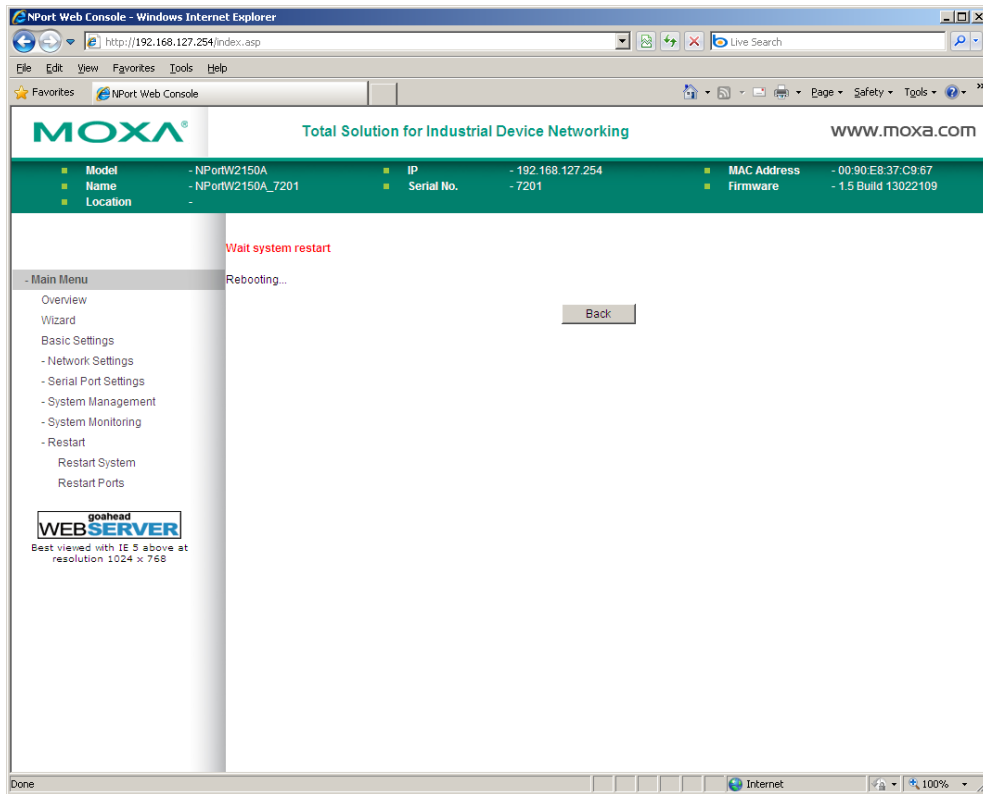 NPort Web Console - Windows Internet Explorer
http://192.168.127.254/index.asp
Live Search
File Edit View Favorites Tools Help
Favorites NPort Web Console Page Safety Tools
MOXA® Total Solution for Industrial Device Networking www.moxa.com
Model - NPortW2150A IP - 192.168.127.254 MAC Address - 00:90:E8:37:C9:67
Name - NPortW2150A_7201 Serial No. - 7201 Firmware - 1.5 Build 13022109
Location -
Wait system restart
- Main Menu
Rebooting...
Overview
Back
Wizard
Basic Settings
- Network Settings
- Serial Port Settings
- System Management
- System Monitoring
- Restart
Restart System
Restart Ports
goahead
WEBSERVER
Best viewed with IE 5 above at
resolution 1024 x 768
Done Internet 100%